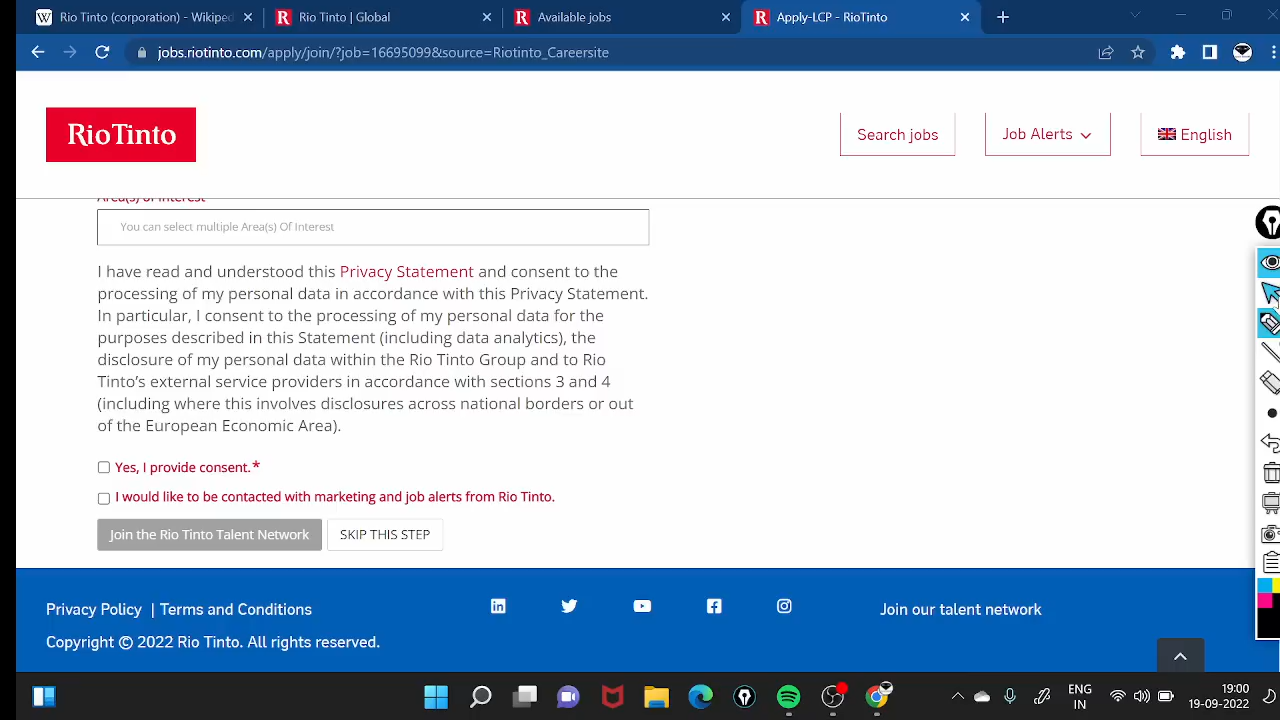 Rio Tinto (corporation) - Wikiped
Rio Tinto | Global
Available jobs
Apply-LCP - RioTinto
jobs.riotinto.com/apply/join/?job=16695099&source=Riotinto_Careersite
RioTinto
Search jobs
Job Alerts
English
Area(s) of Interest
You can select multiple Area(s) Of Interest
I have read and understood this Privacy Statement and consent to the
processing of my personal data in accordance with this Privacy Statement.
In particular, I consent to the processing of my personal data for the
purposes described in this Statement (including data analytics), the
disclosure of my personal data within the Rio Tinto Group and to Rio
Tinto’s external service providers in accordance with sections 3 and 4
(including where this involves disclosures across national borders or out
of the European Economic Area).
Yes, I provide consent.*
I would like to be contacted with marketing and job alerts from Rio Tinto.
Join the Rio Tinto Talent Network
SKIP THIS STEP
Privacy Policy | Terms and Conditions
Join our talent network
Copyright © 2022 Rio Tinto. All rights reserved.
ENG
IN
19:00
19-09-2022